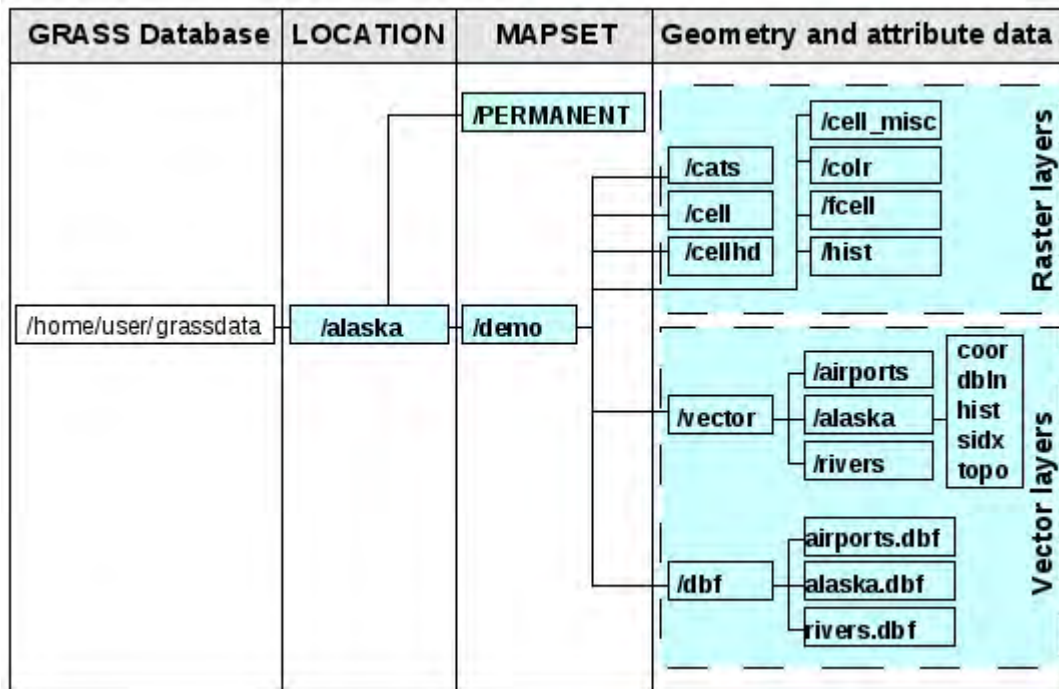 GRASS Database LOCATION MAPSET Geometry and attribute data
/PERMANENT
/cats
/cell
/cellhd
/cell_misc
/colr
/fcell
/hist
Raster layers
/home/user/grassdata
/alaska
/demo
/vector
/airports
/alaska
/rivers
coor
dbln
hist
sidx
topo
/dbf
airports.dbf
alaska.dbf
rivers.dbf
Vector layers